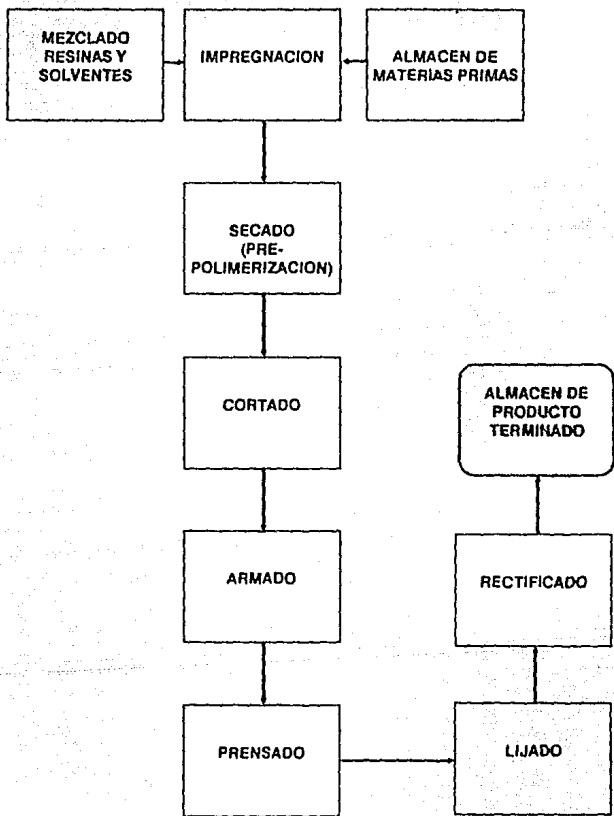 MEZCLADO
RESINAS Y
SOLVENTES
IMPREGNACION
ALMACEN DE
MATERIAS PRIMAS
SECADO
(PRE-
POLIMERIZACION)
CORTADO
ALMACEN DE
PRODUCTO
TERMINADO
ARMADO
RECTIFICADO
PRENSADO
LIJADO